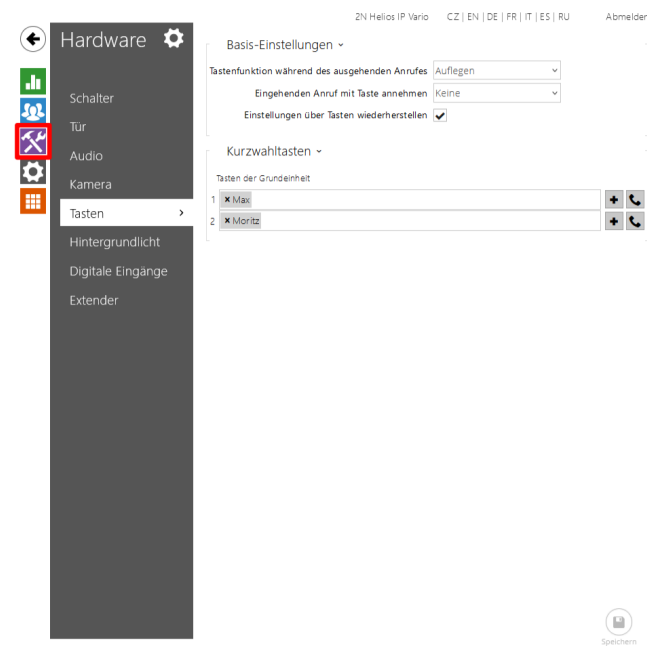 2N Helios IP Vario CZ | EN | DE | FR | IT | ES | RU Abmelden
Hardware
Schalter
Tür
Audio
Kamera
Tasten
Hintergrundlicht
Digitale Eingänge
Extender
Basis-Einstellungen
Tastenfunktion während des ausgehenden Anrufes Auflegen
Eingehenden Anruf mit Taste annehmen Keine
Einstellungen über Tasten wiederherstellen
Kurzwahltasten
Tasten der Grundeinheit
1 × Max
2 × Moritz
Speichern